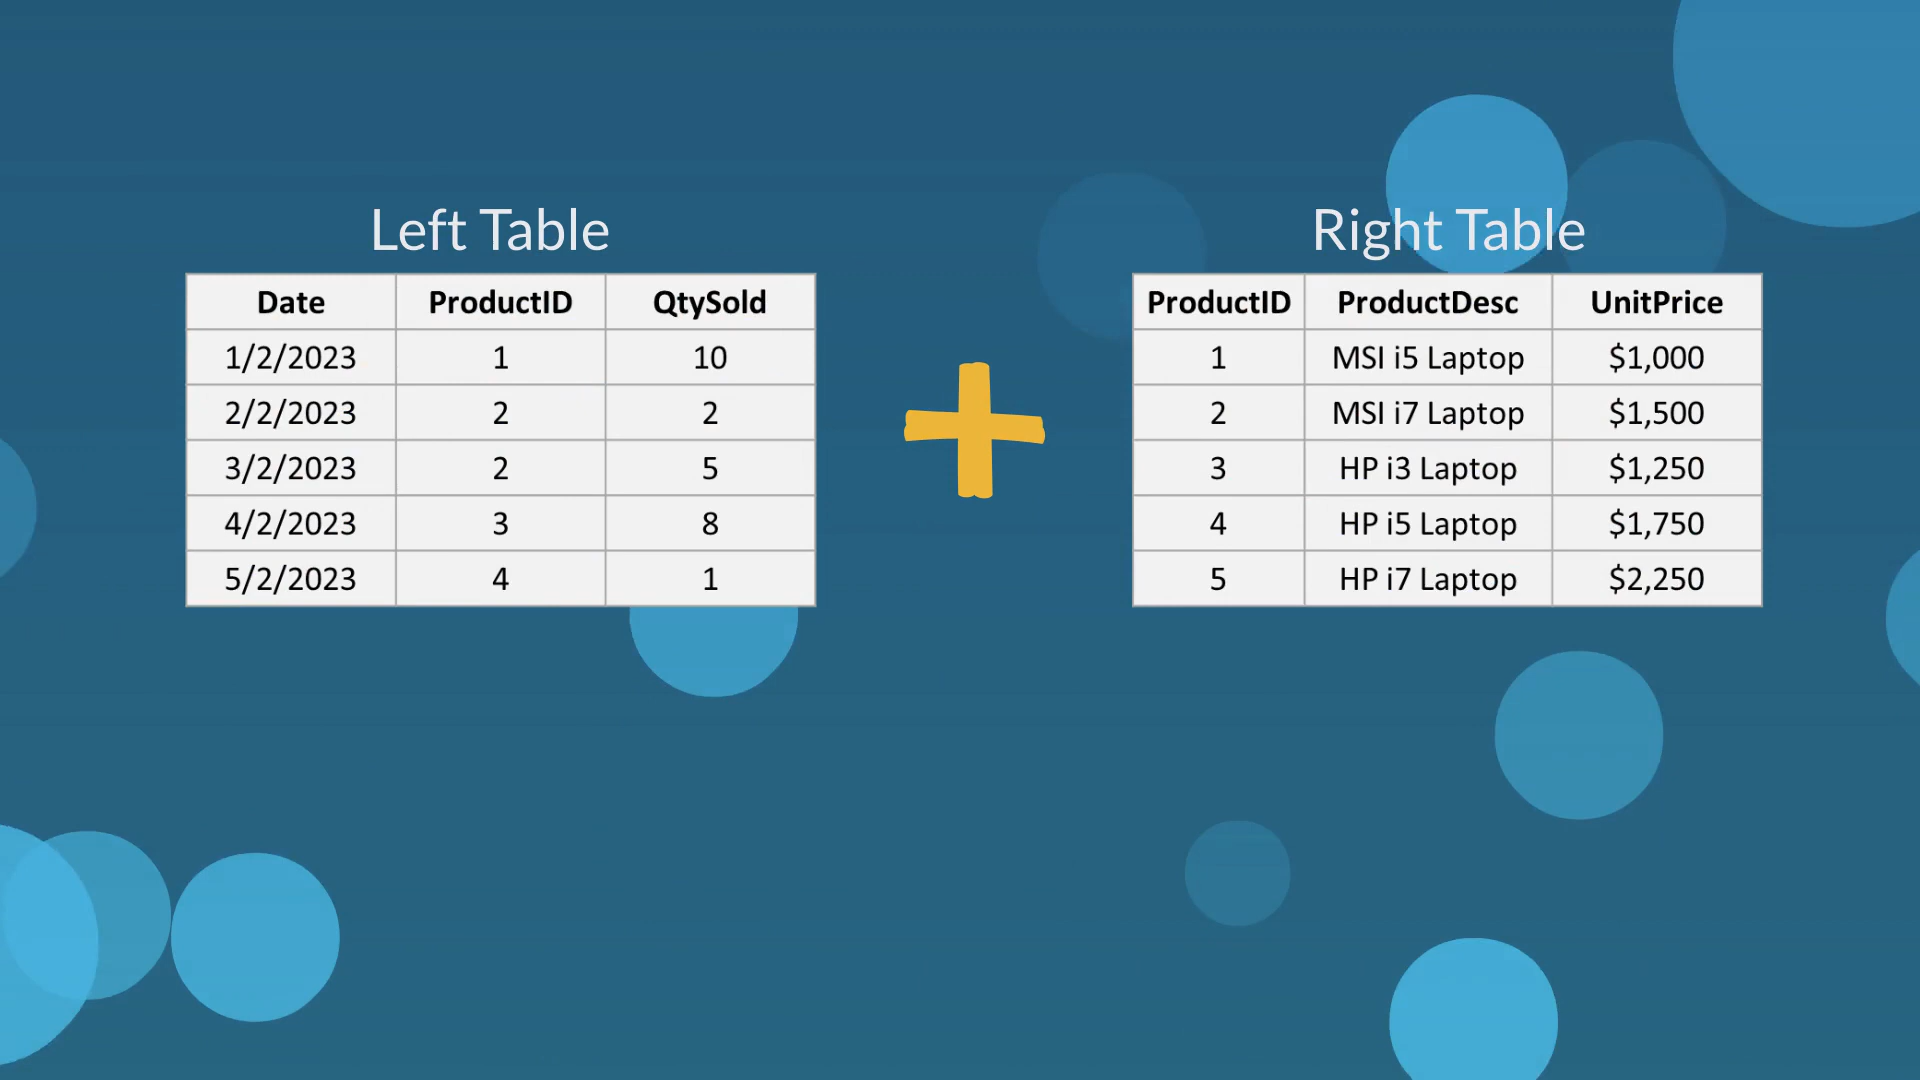 Left Table
Date ProductID QtySold
1/2/2023 1 10
2/2/2023 2 2
3/2/2023 2 5
4/2/2023 3 8
5/2/2023 4 1
Right Table
ProductID ProductDesc UnitPrice
1 MSI i5 Laptop $1,000
2 MSI i7 Laptop $1,500
3 HP i3 Laptop $1,250
4 HP i5 Laptop $1,750
5 HP i7 Laptop $2,250